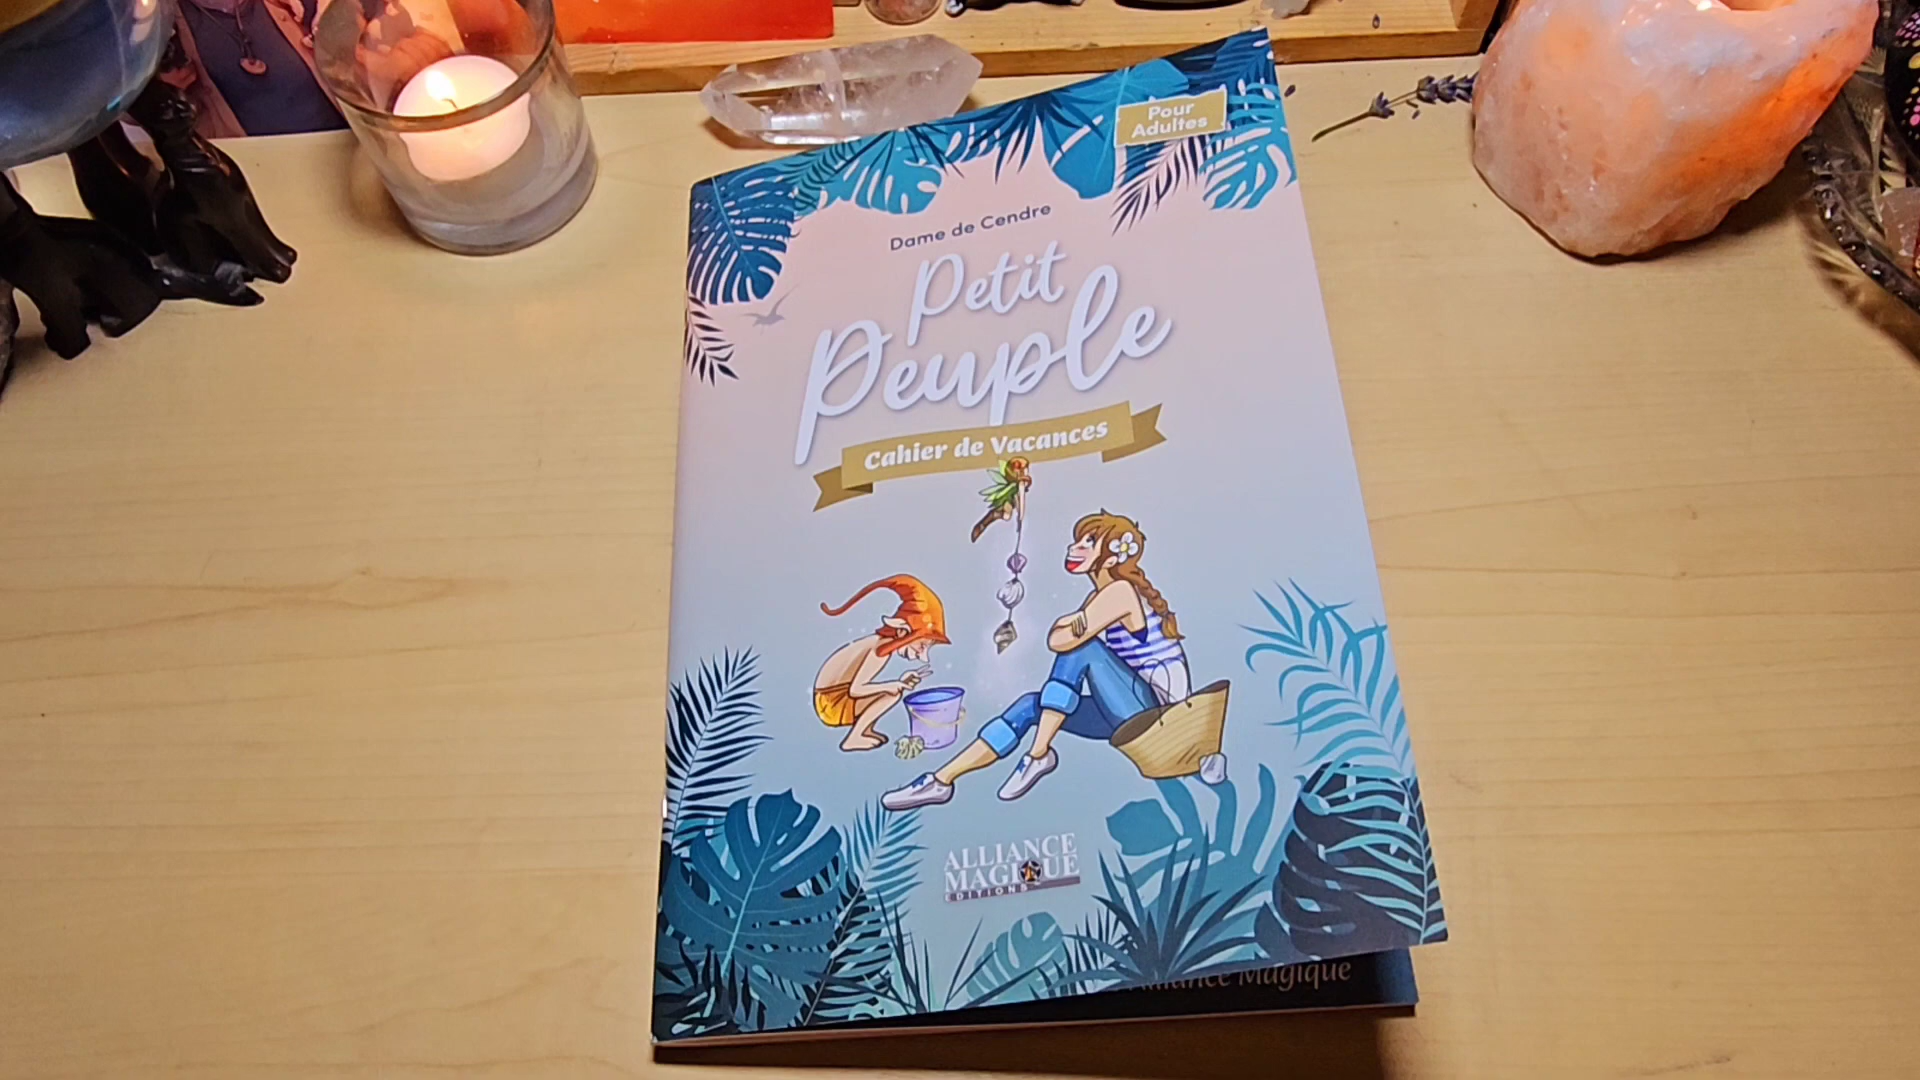 Pour
Adultes
Dame de Cendre
Petit
Peuple
Cahier de Vacances
ALLIANCE
MAGIQUE
EDITIONS
Alliance Magique